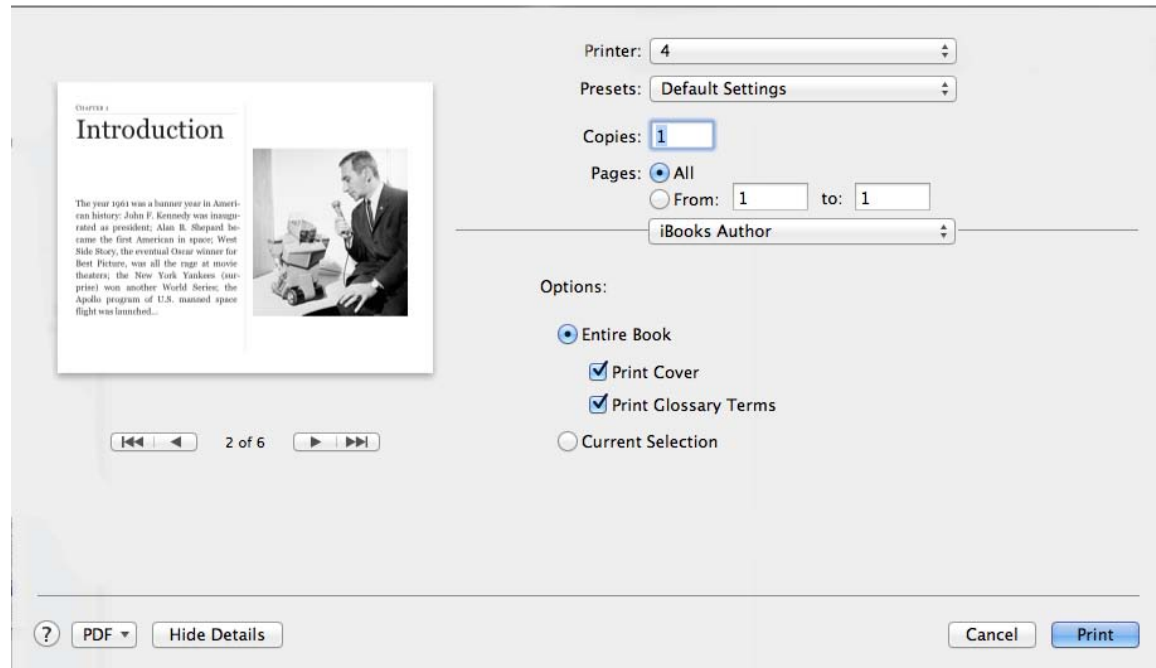 Printer: 4
Presets: Default Settings
Copies: 1
Pages: All
From: 1 to: 1
iBooks Author
CHAPTER 1
Introduction
The year 1961 was a banner year in Ameri-
can history: John F. Kennedy was inaugu-
rated as president; Alan B. Shepard be-
came the first American in space; West
Side Story, the eventual Oscar winner for
Best Picture, was all the rage at movie
theaters; the New York Yankees (sur-
prise) won another World Series; the
Apollo program of U.S. manned space
flight was launched...
2 of 6
Options:
Entire Book
Print Cover
Print Glossary Terms
Current Selection
? PDF Hide Details Cancel Print